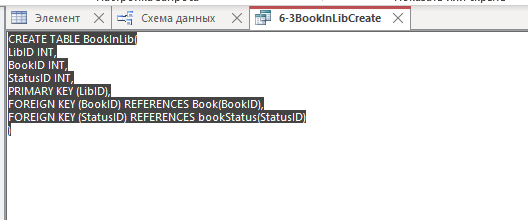 Элемент
Схема данных
6-3BookInLibCreate
CREATE TABLE BookInLib(
LibID INT,
BookID INT,
StatusID INT,
PRIMARY KEY (LibID),
FOREIGN KEY (BookID) REFERENCES Book(BookID),
FOREIGN KEY (StatusID) REFERENCES bookStatus(StatusID)
)